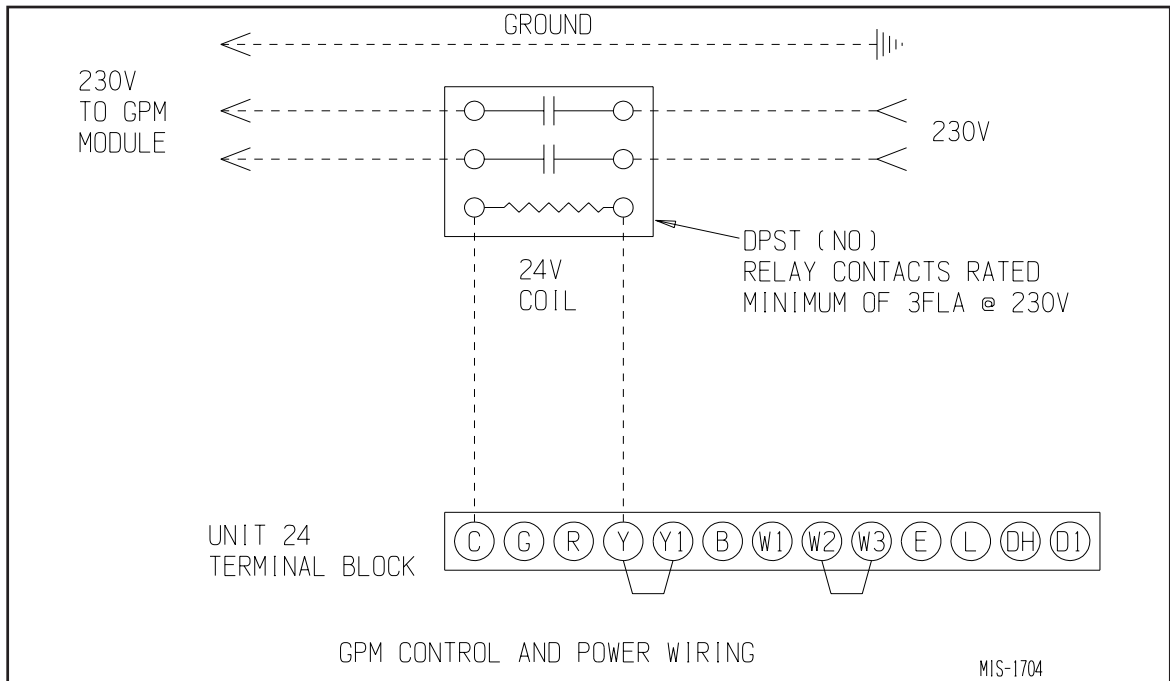 GROUND
230V
TO GPM
MODULE
230V
DPST (NO)
RELAY CONTACTS RATED
MINIMUM OF 3FLA @ 230V
24V
COIL
UNIT 24
TERMINAL BLOCK
C G R Y Y1 B W1 W2 W3 E L DH D1
GPM CONTROL AND POWER WIRING
MIS-1704